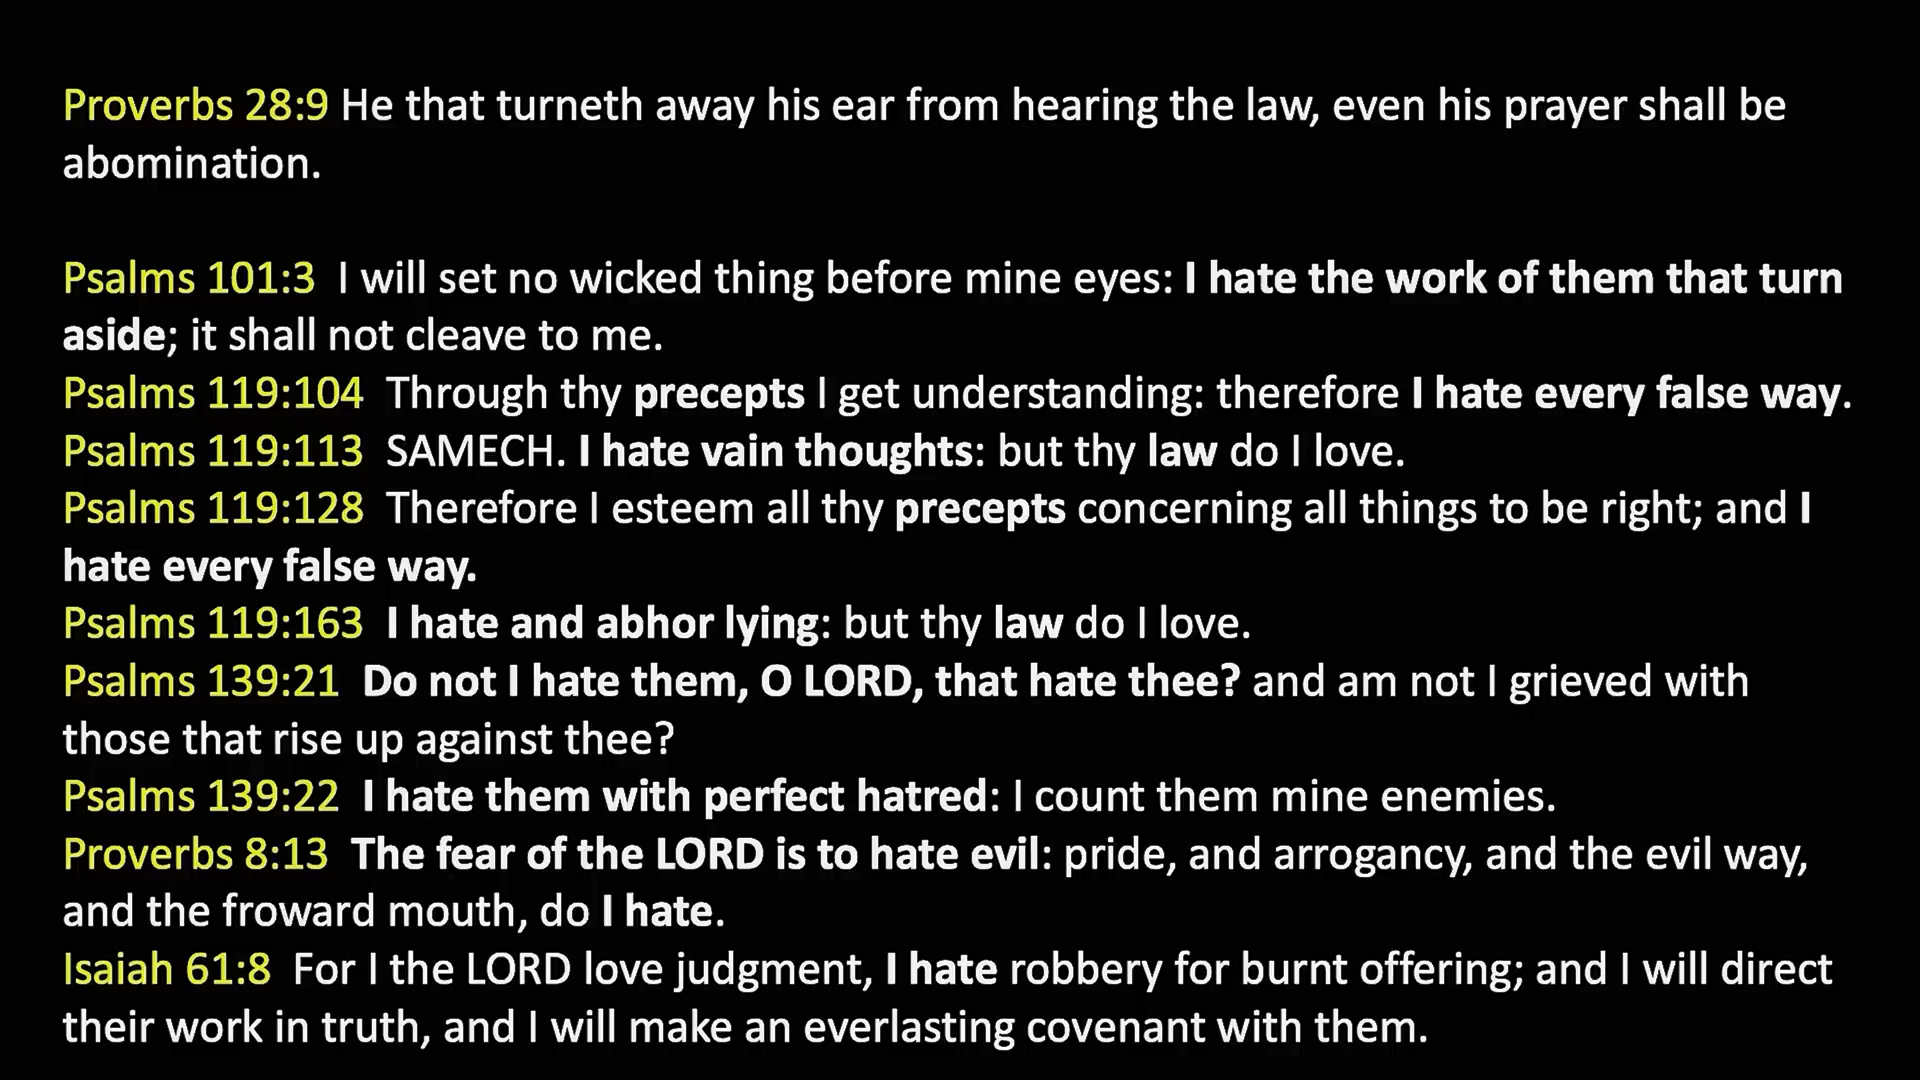 Proverbs 28:9 He that turneth away his ear from hearing the law, even his prayer shall be
abomination.
Psalms 101:3 I will set no wicked thing before mine eyes: I hate the work of them that turn
aside; it shall not cleave to me.
Psalms 119:104 Through thy precepts I get understanding: therefore I hate every false way.
Psalms 119:113 SAMECH. I hate vain thoughts: but thy law do I love.
Psalms 119:128 Therefore I esteem all thy precepts concerning all things to be right; and I
hate every false way.
Psalms 119:163 I hate and abhor lying: but thy law do I love.
Psalms 139:21 Do not I hate them, O LORD, that hate thee? and am not I grieved with
those that rise up against thee?
Psalms 139:22 I hate them with perfect hatred: I count them mine enemies.
Proverbs 8:13 The fear of the LORD is to hate evil: pride, and arrogancy, and the evil way,
and the froward mouth, do I hate.
Isaiah 61:8 For I the LORD love judgment, I hate robbery for burnt offering; and I will direct
their work in truth, and I will make an everlasting covenant with them.